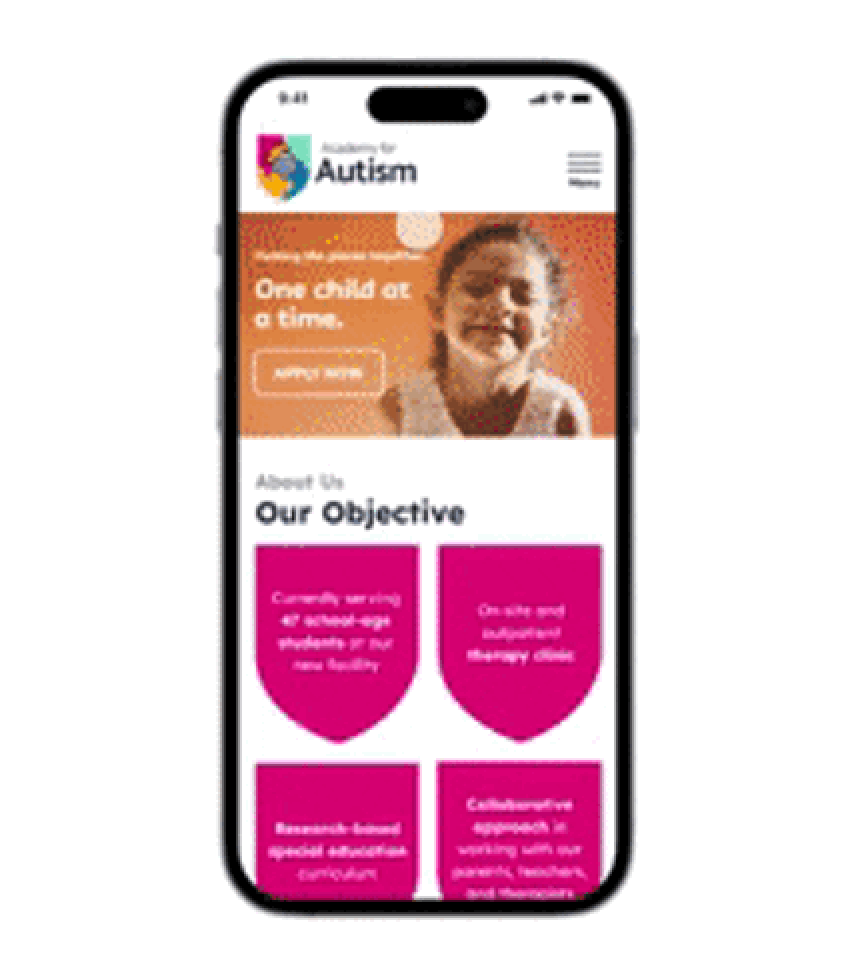 9:41
Academy for
Autism
Menu
Putting the pieces together
One child at
a time.
APPLY NOW
About Us
Our Objective
Currently serving
47 school-age
students at our
new facility
On-site and
outpatient
therapy clinic
Research-based
special education
curriculum
Collaborative
approach in
working with our
parents, teachers,
and therapists